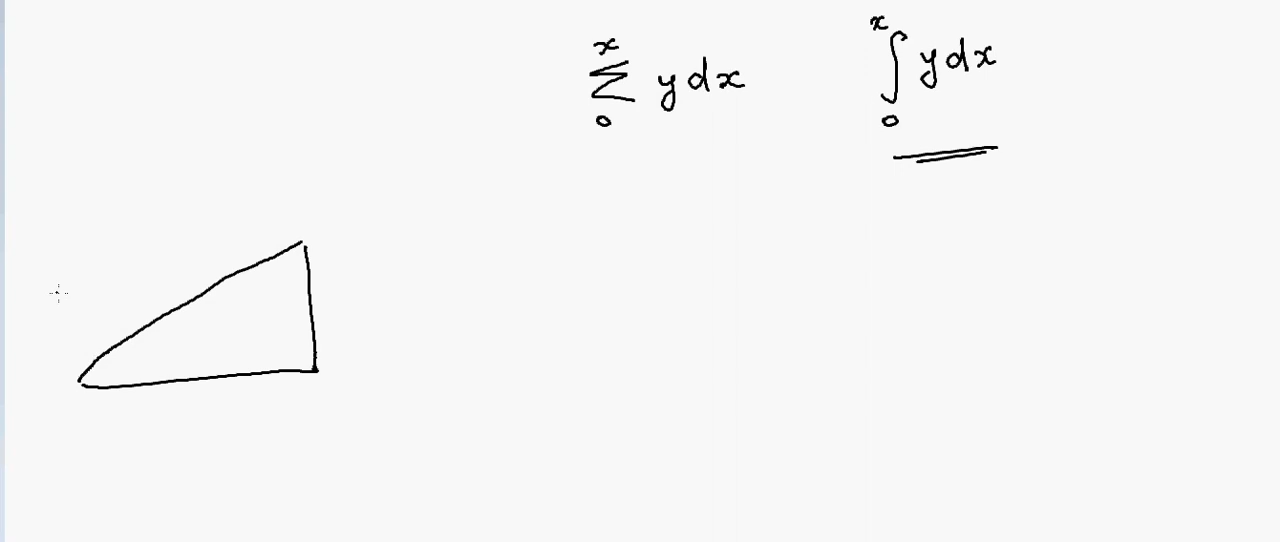 x∑0 y dx
x∫0 y dx